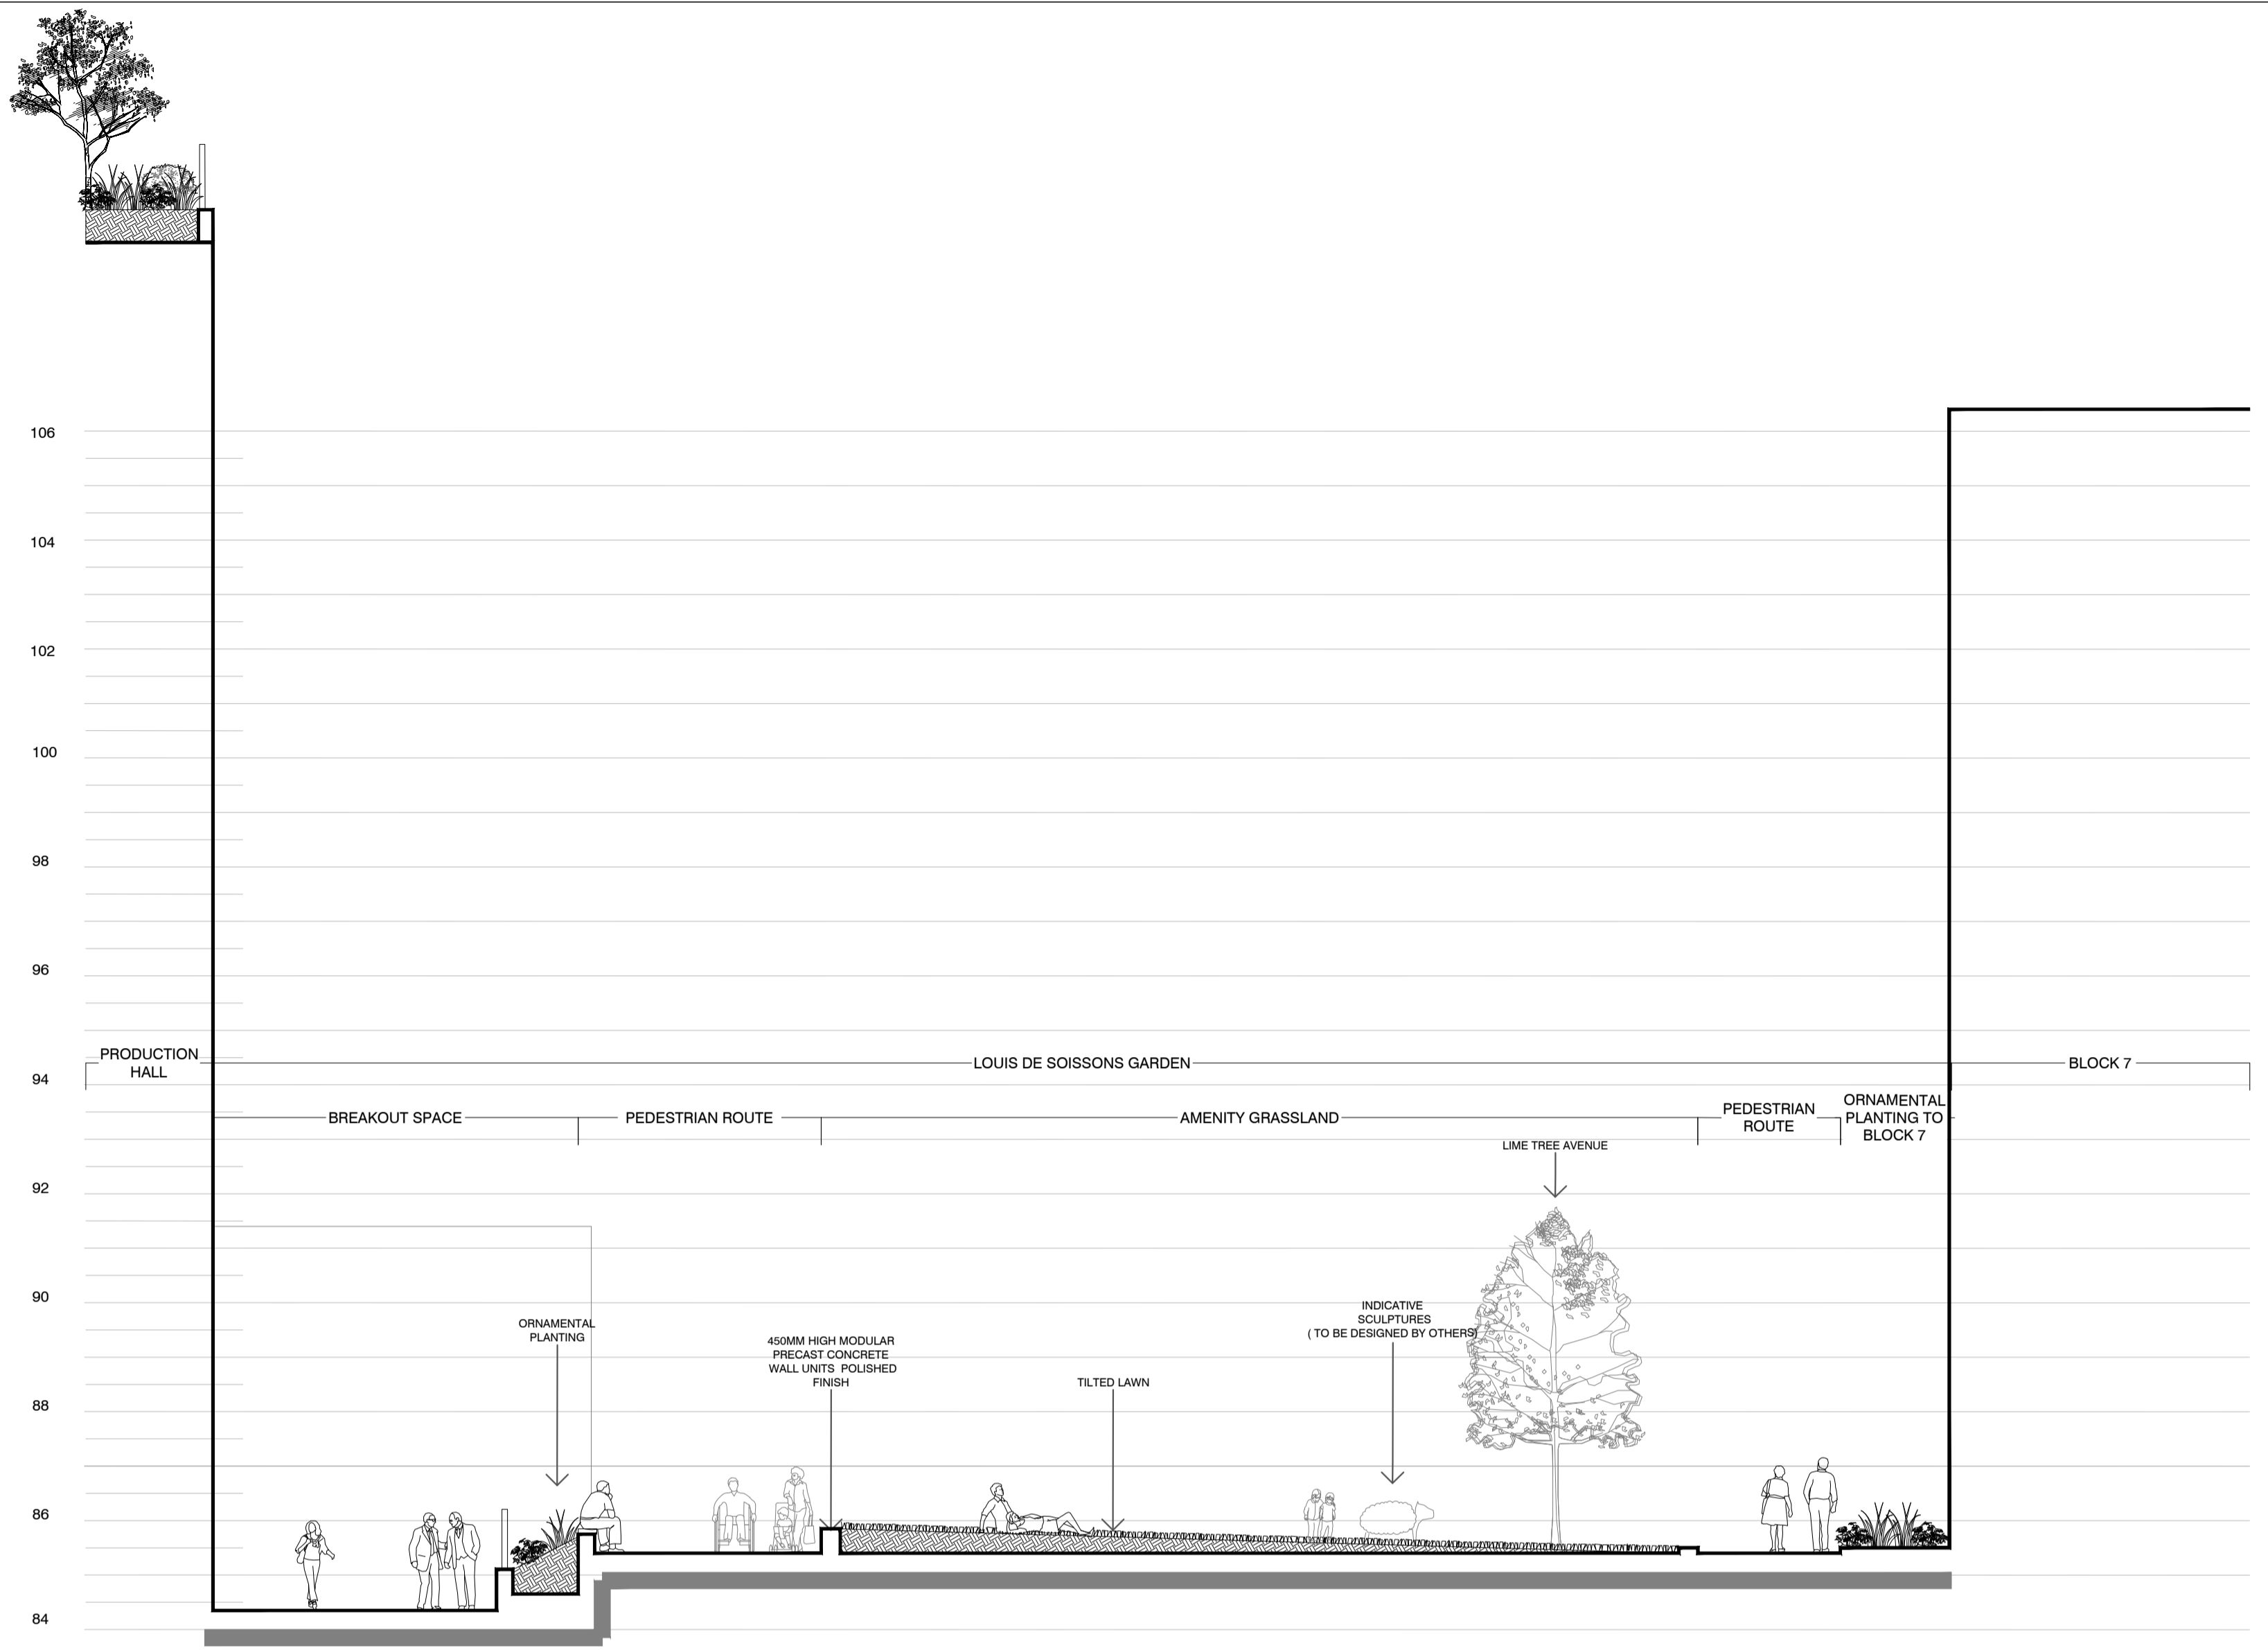 106
104
102
100
98
96
PRODUCTION
HALL
LOUIS DE SOISSONS GARDEN
BLOCK 7
94
BREAKOUT SPACE
PEDESTRIAN ROUTE
AMENITY GRASSLAND
PEDESTRIAN
ROUTE
ORNAMENTAL
PLANTING TO
BLOCK 7
LIME TREE AVENUE
92
90
ORNAMENTAL
PLANTING
450MM HIGH MODULAR
PRECAST CONCRETE
WALL UNITS POLISHED
FINISH
TILTED LAWN
INDICATIVE
SCULPTURES
( TO BE DESIGNED BY OTHERS)
88
86
84